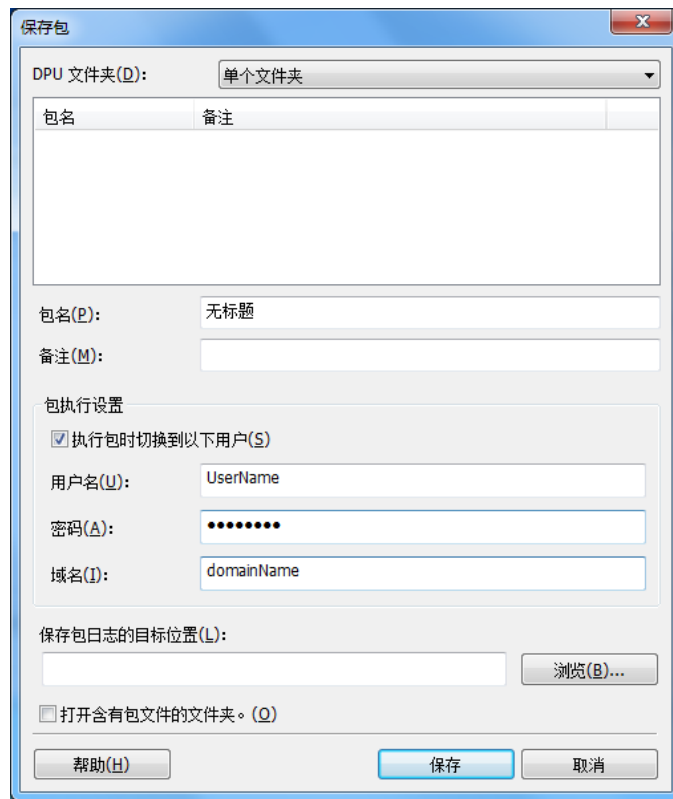 保存包
DPU 文件夹(D): 单个文件夹
包名 备注
包名(P): 无标题
备注(M):
包执行设置
执行包时切换到以下用户(S)
用户名(U): UserName
密码(A): ●●●●●●●●
域名(I): domainName
保存包日志的目标位置(L):
浏览(B)...
打开含有包文件的文件夹。(O)
帮助(H) 保存 取消